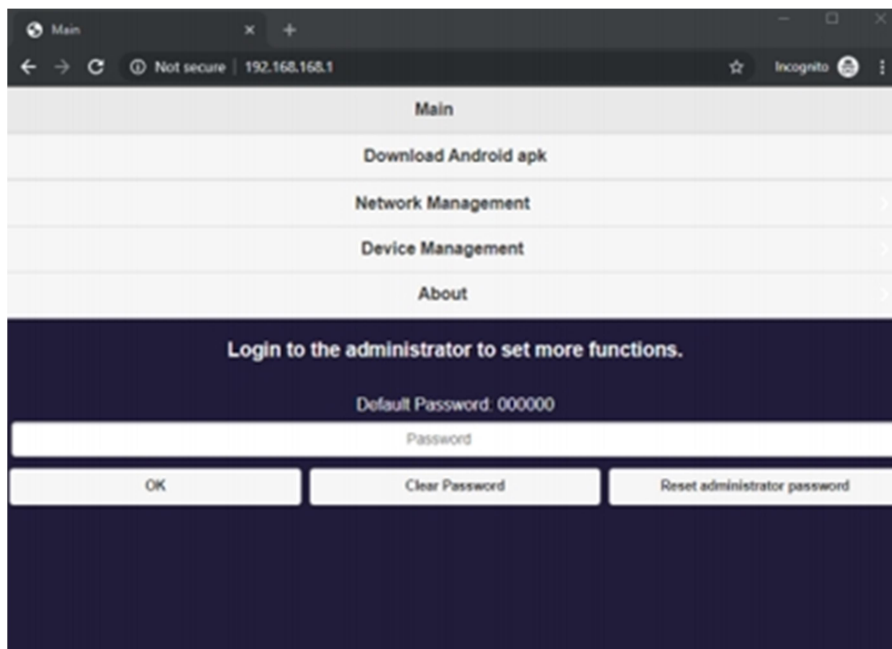 Main
Not secure | 192.168.168.1 Incognito
Main
Download Android apk
Network Management
Device Management
About
Login to the administrator to set more functions.
Default Password: 000000
Password
OK Clear Password Reset administrator password